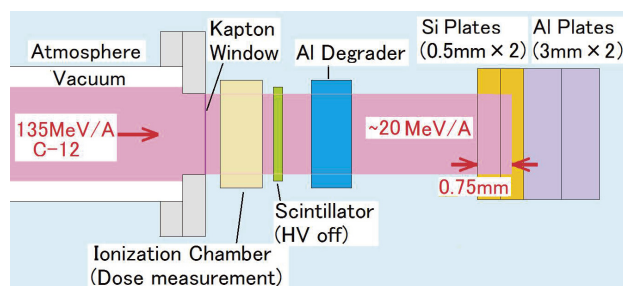 Atmosphere
Vacuum
135MeV/A
C-12
Kapton
Window
Al Degrader
Si Plates
(0.5mm×2)
Al Plates
(3mm×2)
~20 MeV/A
0.75mm
Scintillator
(HV off)
Ionization Chamber
(Dose measurement)